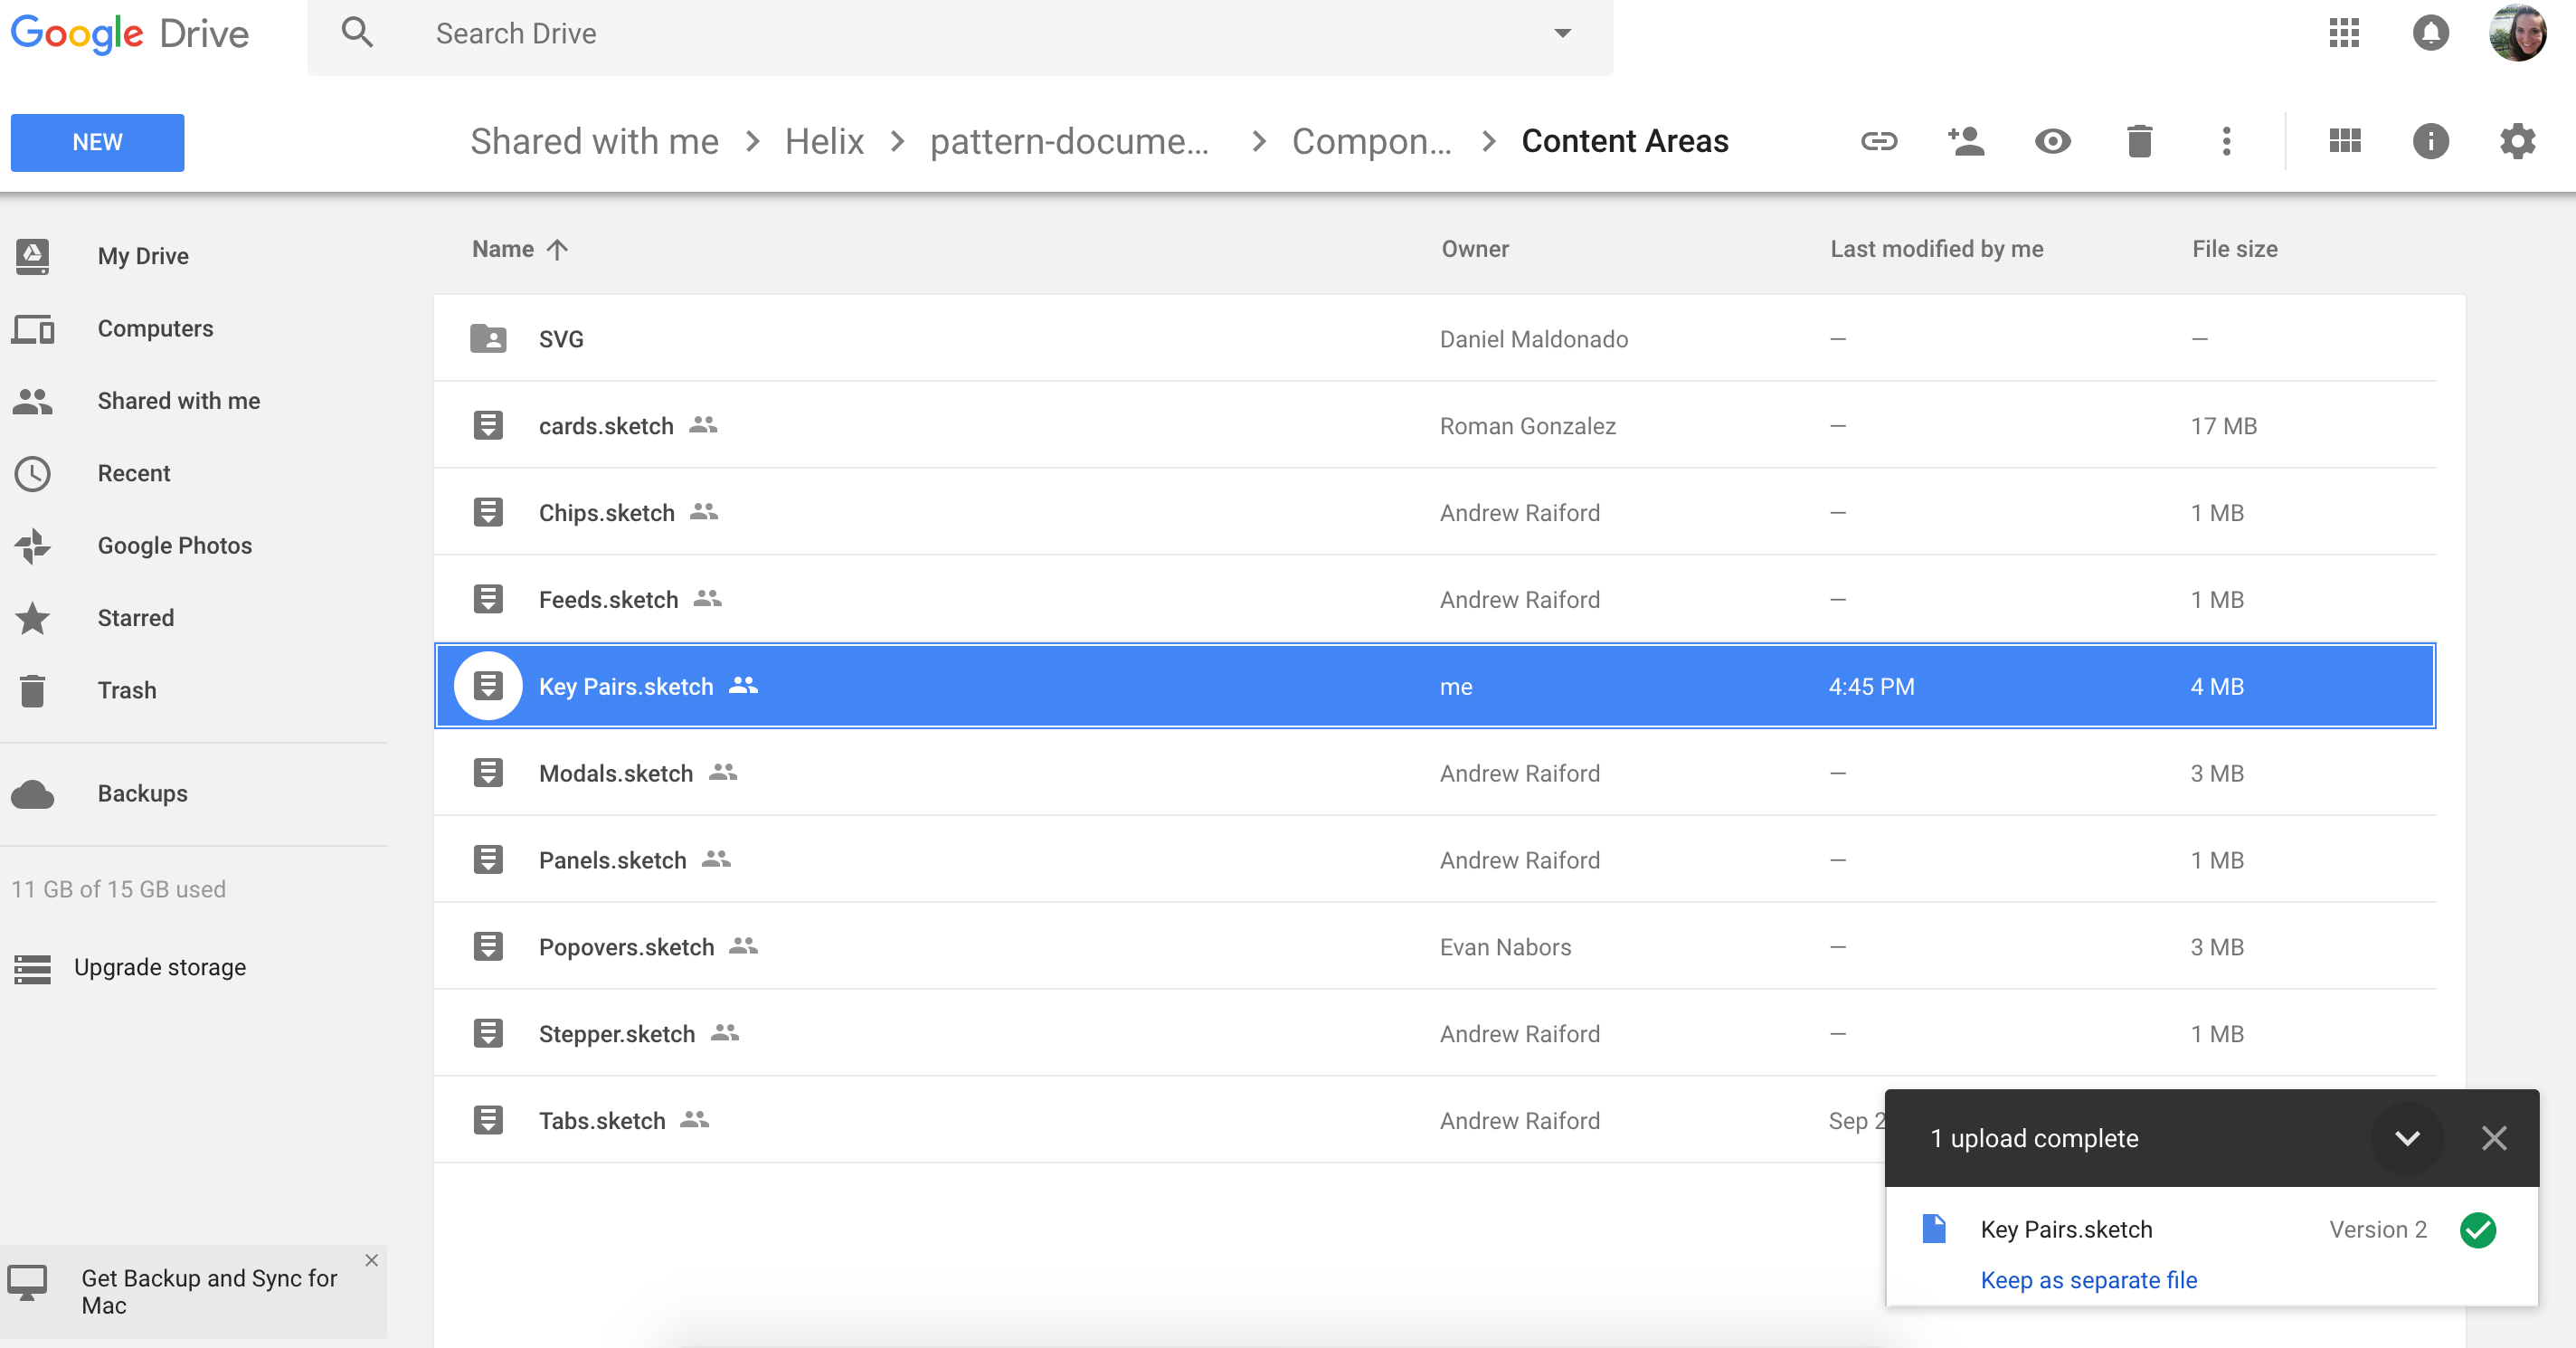 Google Drive
Search Drive
NEW
Shared with me > Helix > pattern-docume... > Compon... > Content Areas
My Drive
Computers
Shared with me
Recent
Google Photos
Starred
Trash
Backups
11 GB of 15 GB used
Upgrade storage
Get Backup and Sync for
Mac
Name Owner Last modified by me File size
SVG Daniel Maldonado — —
cards.sketch Roman Gonzalez — 17 MB
Chips.sketch Andrew Raiford — 1 MB
Feeds.sketch Andrew Raiford — 1 MB
Key Pairs.sketch me 4:45 PM 4 MB
Modals.sketch Andrew Raiford — 3 MB
Panels.sketch Andrew Raiford — 1 MB
Popovers.sketch Evan Nabors — 3 MB
Stepper.sketch Andrew Raiford — 1 MB
Tabs.sketch Andrew Raiford Sep 2
1 upload complete
Key Pairs.sketch Version 2
Keep as separate file